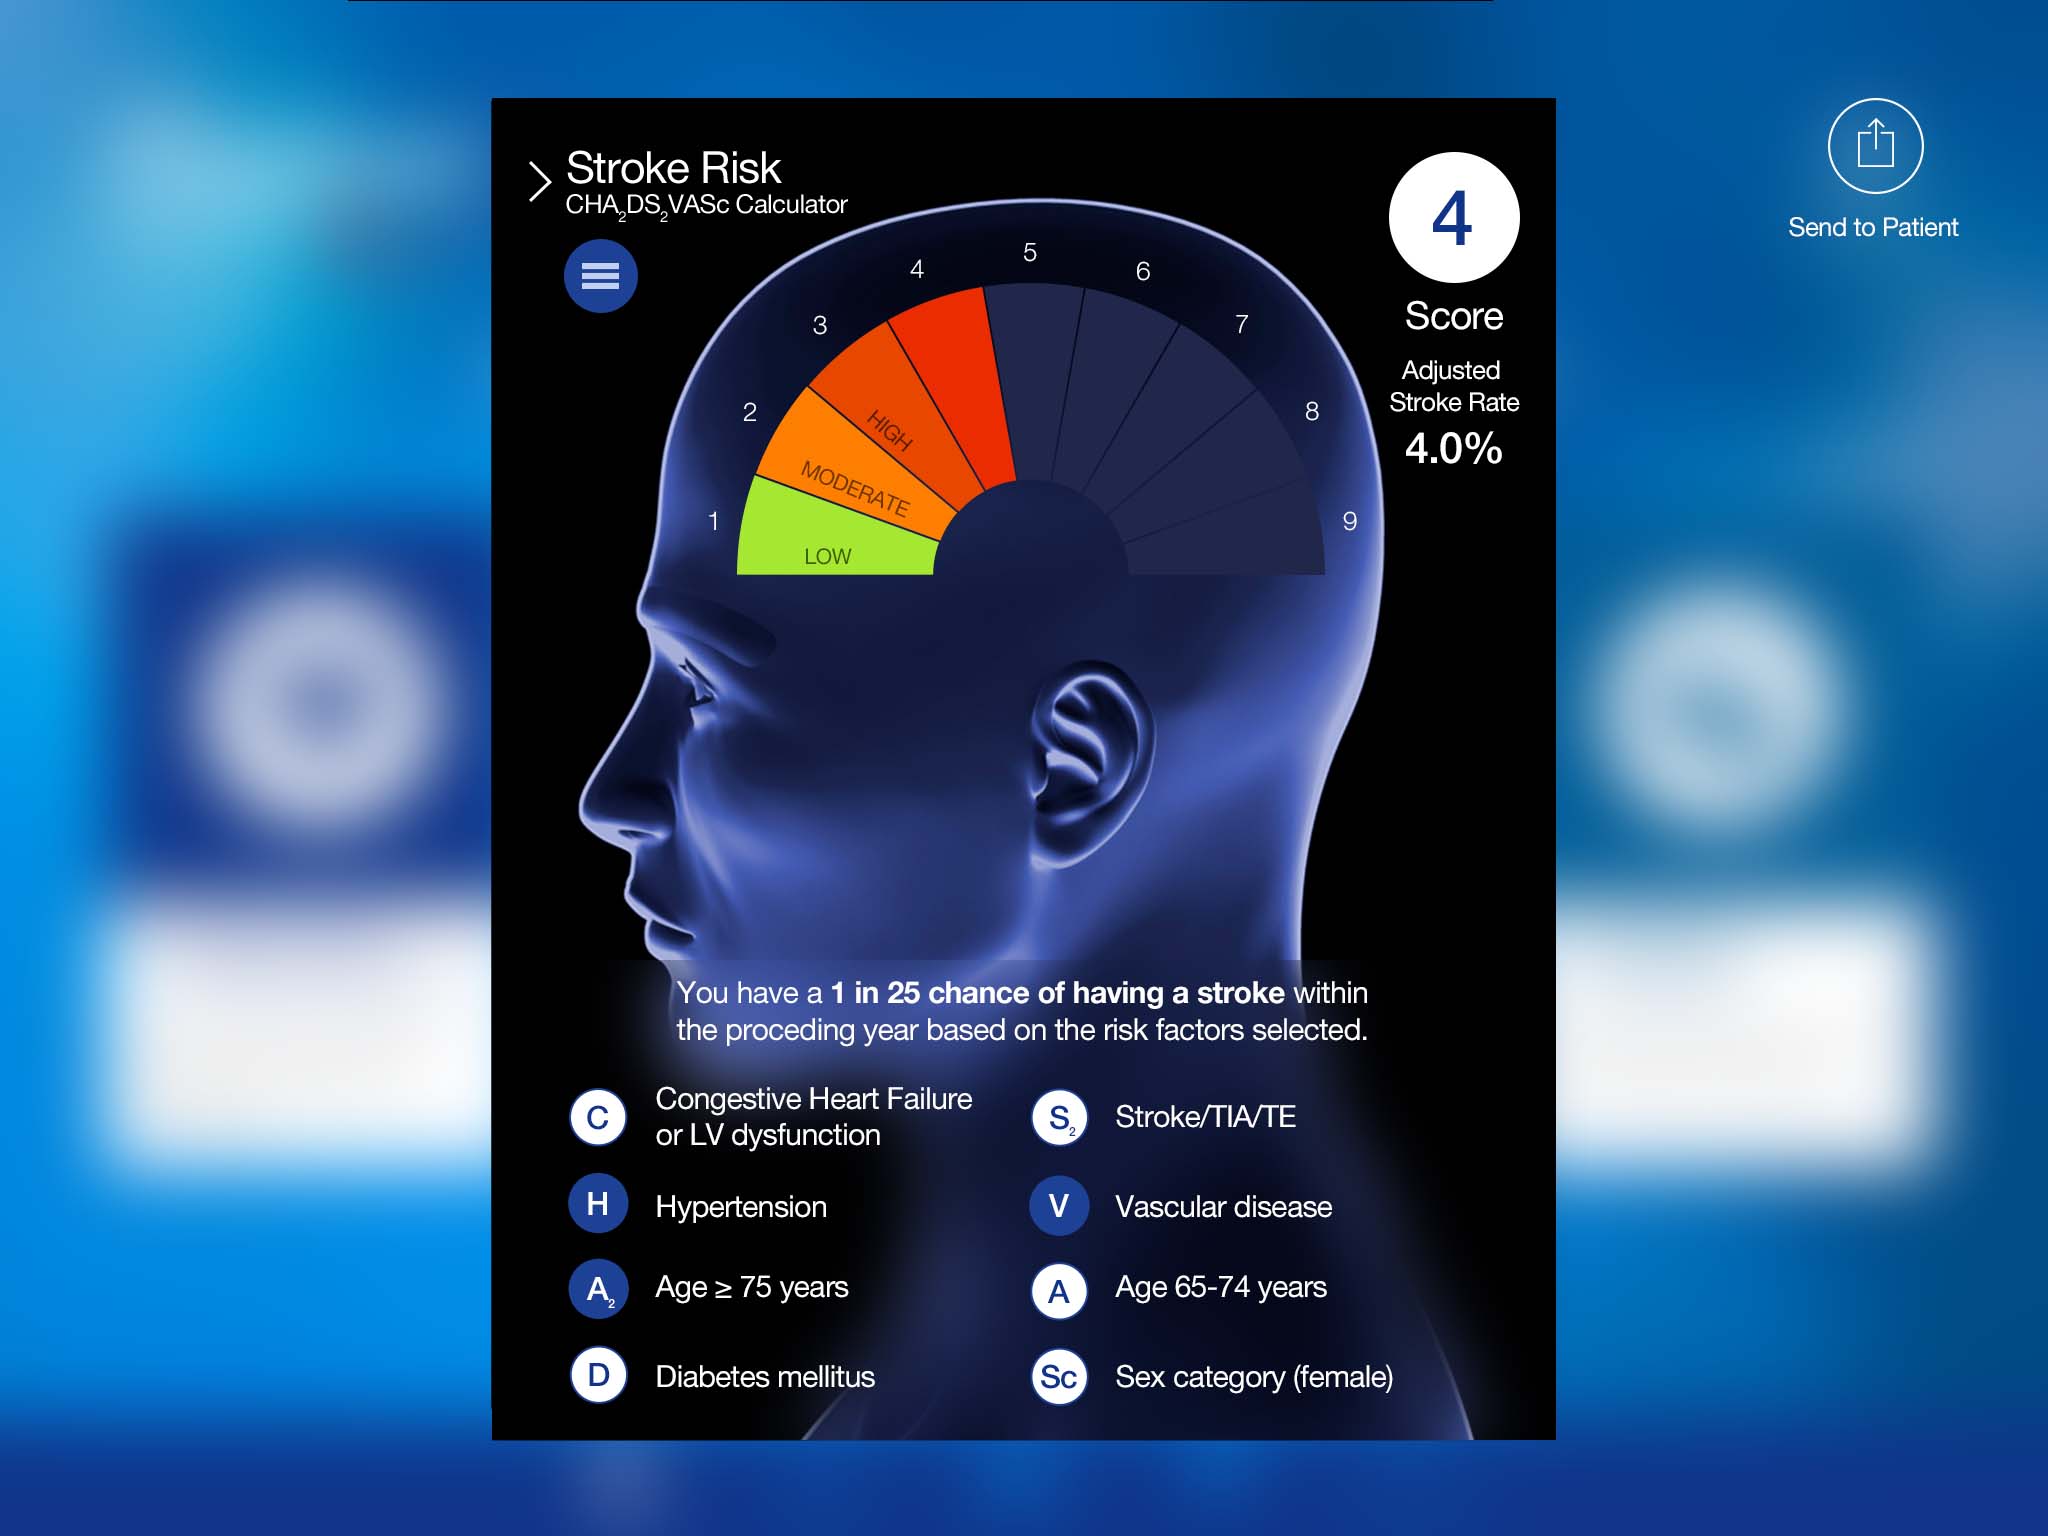 Stroke Risk
CHA₂DS₂VASc Calculator
4
Score
Adjusted
Stroke Rate
4.0%
Send to Patient
1
2
3
4
5
6
7
8
9
LOW
MODERATE
HIGH
You have a 1 in 25 chance of having a stroke within
the proceding year based on the risk factors selected.
C Congestive Heart Failure
or LV dysfunction
H Hypertension
A₂ Age ≥ 75 years
D Diabetes mellitus
S₂ Stroke/TIA/TE
V Vascular disease
A Age 65-74 years
Sc Sex category (female)